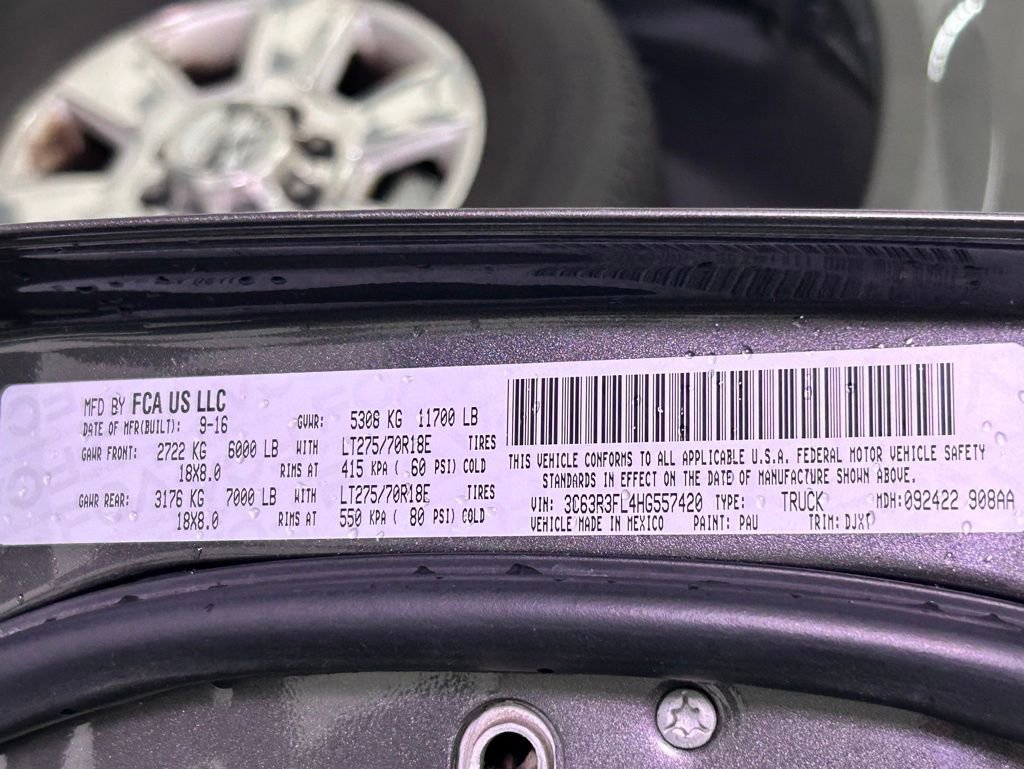 MFD BY FCA US LLC
DATE OF MFR(BUILT): 9-16 GVWR: 5308 KG 11700 LB
GAWR FRONT: 2722 KG 6000 LB WITH LT275/70R18E TIRES
18X8.0 RIMS AT 415 KPA ( 60 PSI) COLD
GAWR REAR: 3176 KG 7000 LB WITH LT275/70R18E TIRES
18X8.0 RIMS AT 550 KPA ( 80 PSI) COLD
THIS VEHICLE CONFORMS TO ALL APPLICABLE U.S.A. FEDERAL MOTOR VEHICLE SAFETY
STANDARDS IN EFFECT ON THE DATE OF MANUFACTURE SHOWN ABOVE.
VIN: 3C63R3FL4HG557420 TYPE: TRUCK MDH: 092422 908AA
VEHICLE MADE IN MEXICO PAINT: PAU TRIM: DJX1